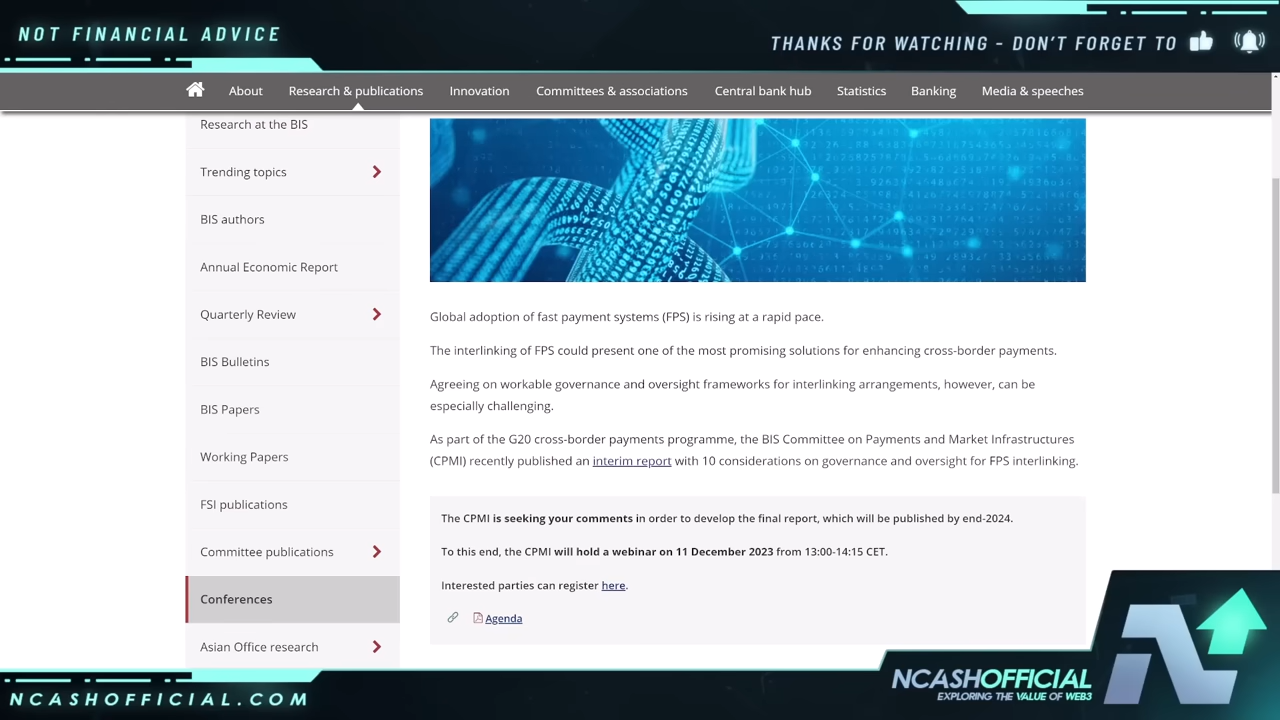 NOT FINANCIAL ADVICE
THANKS FOR WATCHING - DON'T FORGET TO
About
Research & publications
Innovation
Committees & associations
Central bank hub
Statistics
Banking
Media & speeches
Research at the BIS
Trending topics
BIS authors
Annual Economic Report
Quarterly Review
BIS Bulletins
BIS Papers
Working Papers
FSI publications
Committee publications
Conferences
Asian Office research
Global adoption of fast payment systems (FPS) is rising at a rapid pace.
The interlinking of FPS could present one of the most promising solutions for enhancing cross-border payments.
Agreeing on workable governance and oversight frameworks for interlinking arrangements, however, can be
especially challenging.
As part of the G20 cross-border payments programme, the BIS Committee on Payments and Market Infrastructures
(CPMI) recently published an interim report with 10 considerations on governance and oversight for FPS interlinking.
The CPMI is seeking your comments in order to develop the final report, which will be published by end-2024.
To this end, the CPMI will hold a webinar on 11 December 2023 from 13:00-14:15 CET.
Interested parties can register here.
Agenda
NCASHOFFICIAL.COM
NCASHOFFICIAL
EXPLORING THE VALUE OF WEB3